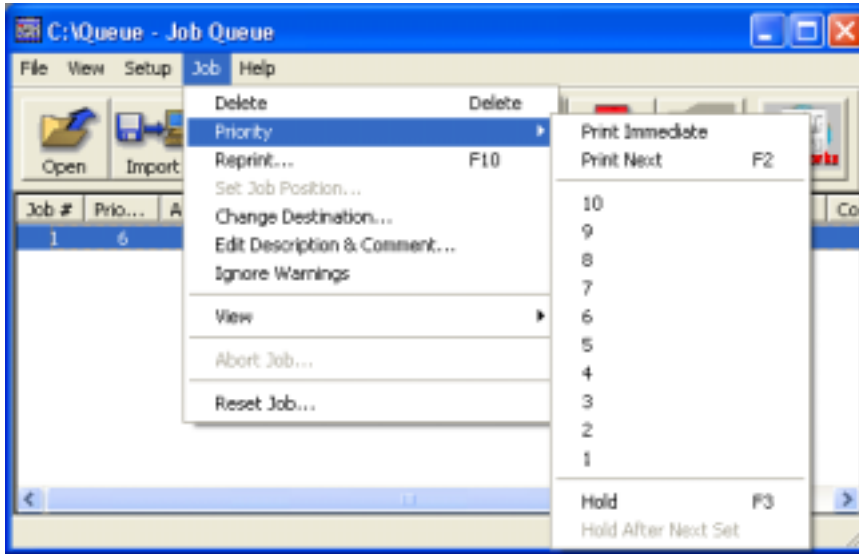 C:\Queue - Job Queue
File View Setup Job Help
Open
Import
Job # Prio... A
Co
1 6
Delete Delete
Priority
Reprint... F10
Set Job Position...
Change Destination...
Edit Description & Comment...
Ignore Warnings
View
Abort Job...
Reset Job...
Print Immediate
Print Next F2
10
9
8
7
6
5
4
3
2
1
Hold F3
Hold After Next Set